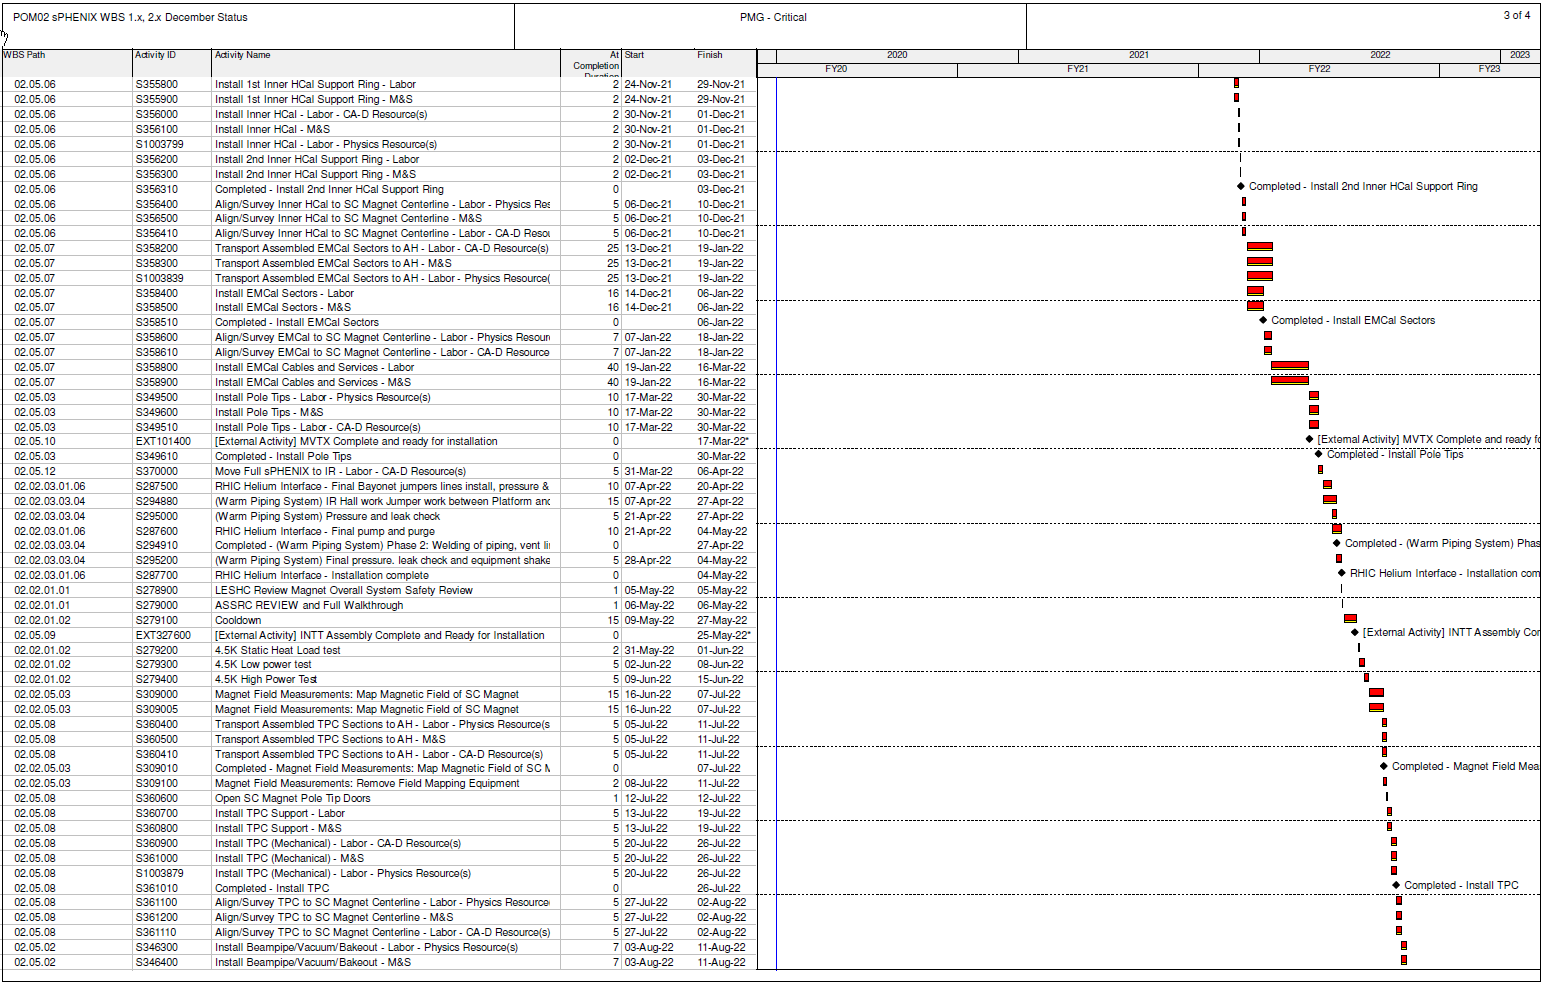 POM02 sPHENIX WBS 1.x, 2.x December Status PMG - Critical 3 of 4
WBS Path Activity ID Activity Name At Completion Duration Start Finish 2020 2021 2022 2023
FY20 FY21 FY22 FY23
02.05.06 S355800 Install 1st Inner HCal Support Ring - Labor 2 24-Nov-21 29-Nov-21
02.05.06 S355900 Install 1st Inner HCal Support Ring - M&S 2 24-Nov-21 29-Nov-21
02.05.06 S356000 Install Inner HCal - Labor - CA-D Resource(s) 2 30-Nov-21 01-Dec-21
02.05.06 S356100 Install Inner HCal - M&S 2 30-Nov-21 01-Dec-21
02.05.06 S1003799 Install Inner HCal - Labor - Physics Resource(s) 2 30-Nov-21 01-Dec-21
02.05.06 S356200 Install 2nd Inner HCal Support Ring - Labor 2 02-Dec-21 03-Dec-21
02.05.06 S356300 Install 2nd Inner HCal Support Ring - M&S 2 02-Dec-21 03-Dec-21
02.05.06 S356310 Completed - Install 2nd Inner HCal Support Ring 0 03-Dec-21 Completed - Install 2nd Inner HCal Support Ring
02.05.06 S356400 Align/Survey Inner HCal to SC Magnet Centerline - Labor - Physics Res 5 06-Dec-21 10-Dec-21
02.05.06 S356500 Align/Survey Inner HCal to SC Magnet Centerline - M&S 5 06-Dec-21 10-Dec-21
02.05.06 S356410 Align/Survey Inner HCal to SC Magnet Centerline - Labor - CA-D Resou 5 06-Dec-21 10-Dec-21
02.05.07 S358200 Transport Assembled EMCal Sectors to AH - Labor - CA-D Resource(s) 25 13-Dec-21 19-Jan-22
02.05.07 S358300 Transport Assembled EMCal Sectors to AH - M&S 25 13-Dec-21 19-Jan-22
02.05.07 S1003839 Transport Assembled EMCal Sectors to AH - Labor - Physics Resource( 25 13-Dec-21 19-Jan-22
02.05.07 S358400 Install EMCal Sectors - Labor 16 14-Dec-21 06-Jan-22
02.05.07 S358500 Install EMCal Sectors - M&S 16 14-Dec-21 06-Jan-22
02.05.07 S358510 Completed - Install EMCal Sectors 0 06-Jan-22 Completed - Install EMCal Sectors
02.05.07 S358600 Align/Survey EMCal to SC Magnet Centerline - Labor - Physics Resour 7 07-Jan-22 18-Jan-22
02.05.07 S358610 Align/Survey EMCal to SC Magnet Centerline - Labor - CA-D Resource 7 07-Jan-22 18-Jan-22
02.05.07 S358800 Install EMCal Cables and Services - Labor 40 19-Jan-22 16-Mar-22
02.05.07 S358900 Install EMCal Cables and Services - M&S 40 19-Jan-22 16-Mar-22
02.05.03 S349500 Install Pole Tips - Labor - Physics Resource(s) 10 17-Mar-22 30-Mar-22
02.05.03 S349600 Install Pole Tips - M&S 10 17-Mar-22 30-Mar-22
02.05.03 S349510 Install Pole Tips - Labor - CA-D Resource(s) 10 17-Mar-22 30-Mar-22
02.05.10 EXT101400 [External Activity] MVTX Complete and ready for installation 0 17-Mar-22* [External Activity] MVTX Complete and ready fo
02.05.03 S349610 Completed - Install Pole Tips 0 30-Mar-22 Completed - Install Pole Tips
02.05.12 S370000 Move Full sPHENIX to IR - Labor - CA-D Resource(s) 5 31-Mar-22 06-Apr-22
02.02.03.01.06 S287500 RHIC Helium Interface - Final Bayonet jumpers lines install, pressure & 10 07-Apr-22 20-Apr-22
02.02.03.03.04 S294880 (Warm Piping System) IR Hall work Jumper work between Platform and 15 07-Apr-22 27-Apr-22
02.02.03.03.04 S295000 (Warm Piping System) Pressure and leak check 5 21-Apr-22 27-Apr-22
02.02.03.01.06 S287600 RHIC Helium Interface - Final pump and purge 10 21-Apr-22 04-May-22
02.02.03.03.04 S294910 Completed - (Warm Piping System) Phase 2: Welding of piping, vent li 0 27-Apr-22 Completed - (Warm Piping System) Phas
02.02.03.03.04 S295200 (Warm Piping System) Final pressure. leak check and equipment shake 5 28-Apr-22 04-May-22
02.02.03.01.06 S287700 RHIC Helium Interface - Installation complete 0 04-May-22 RHIC Helium Interface - Installation com
02.02.01.01 S278900 LESHC Review Magnet Overall System Safety Review 1 05-May-22 05-May-22
02.02.01.01 S279000 ASSRC REVIEW and Full Walkthrough 1 06-May-22 06-May-22
02.02.01.02 S279100 Cooldown 15 09-May-22 27-May-22
02.05.09 EXT327600 [External Activity] INTT Assembly Complete and Ready for Installation 0 25-May-22* [External Activity] INTT Assembly Cor
02.02.01.02 S279200 4.5K Static Heat Load test 2 31-May-22 01-Jun-22
02.02.01.02 S279300 4.5K Low power test 5 02-Jun-22 08-Jun-22
02.02.01.02 S279400 4.5K High Power Test 5 09-Jun-22 15-Jun-22
02.02.05.03 S309000 Magnet Field Measurements: Map Magnetic Field of SC Magnet 15 16-Jun-22 07-Jul-22
02.02.05.03 S309005 Magnet Field Measurements: Map Magnetic Field of SC Magnet 15 16-Jun-22 07-Jul-22
02.05.08 S360400 Transport Assembled TPC Sections to AH - Labor - Physics Resource(s 5 05-Jul-22 11-Jul-22
02.05.08 S360500 Transport Assembled TPC Sections to AH - M&S 5 05-Jul-22 11-Jul-22
02.05.08 S360410 Transport Assembled TPC Sections to AH - Labor - CA-D Resource(s) 5 05-Jul-22 11-Jul-22
02.02.05.03 S309010 Completed - Magnet Field Measurements: Map Magnetic Field of SC M 0 07-Jul-22 Completed - Magnet Field Mea
02.02.05.03 S309100 Magnet Field Measurements: Remove Field Mapping Equipment 2 08-Jul-22 11-Jul-22
02.05.08 S360600 Open SC Magnet Pole Tip Doors 1 12-Jul-22 12-Jul-22
02.05.08 S360700 Install TPC Support - Labor 5 13-Jul-22 19-Jul-22
02.05.08 S360800 Install TPC Support - M&S 5 13-Jul-22 19-Jul-22
02.05.08 S360900 Install TPC (Mechanical) - Labor - CA-D Resource(s) 5 20-Jul-22 26-Jul-22
02.05.08 S361000 Install TPC (Mechanical) - M&S 5 20-Jul-22 26-Jul-22
02.05.08 S1003879 Install TPC (Mechanical) - Labor - Physics Resource(s) 5 20-Jul-22 26-Jul-22
02.05.08 S361010 Completed - Install TPC 0 26-Jul-22 Completed - Install TPC
02.05.08 S361100 Align/Survey TPC to SC Magnet Centerline - Labor - Physics Resource 5 27-Jul-22 02-Aug-22
02.05.08 S361200 Align/Survey TPC to SC Magnet Centerline - M&S 5 27-Jul-22 02-Aug-22
02.05.08 S361110 Align/Survey TPC to SC Magnet Centerline - Labor - CA-D Resource(s) 5 27-Jul-22 02-Aug-22
02.05.02 S346300 Install Beampipe/Vacuum/Bakeout - Labor - Physics Resource(s) 7 03-Aug-22 11-Aug-22
02.05.02 S346400 Install Beampipe/Vacuum/Bakeout - M&S 7 03-Aug-22 11-Aug-22